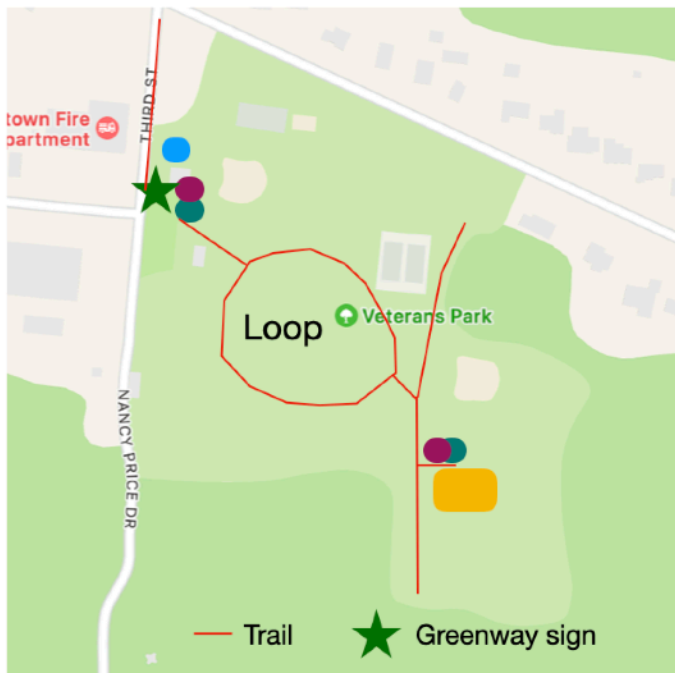 THIRD ST
town Fire
partment
Loop
Veterans Park
NANCY PRICE DR
Trail
Greenway sign